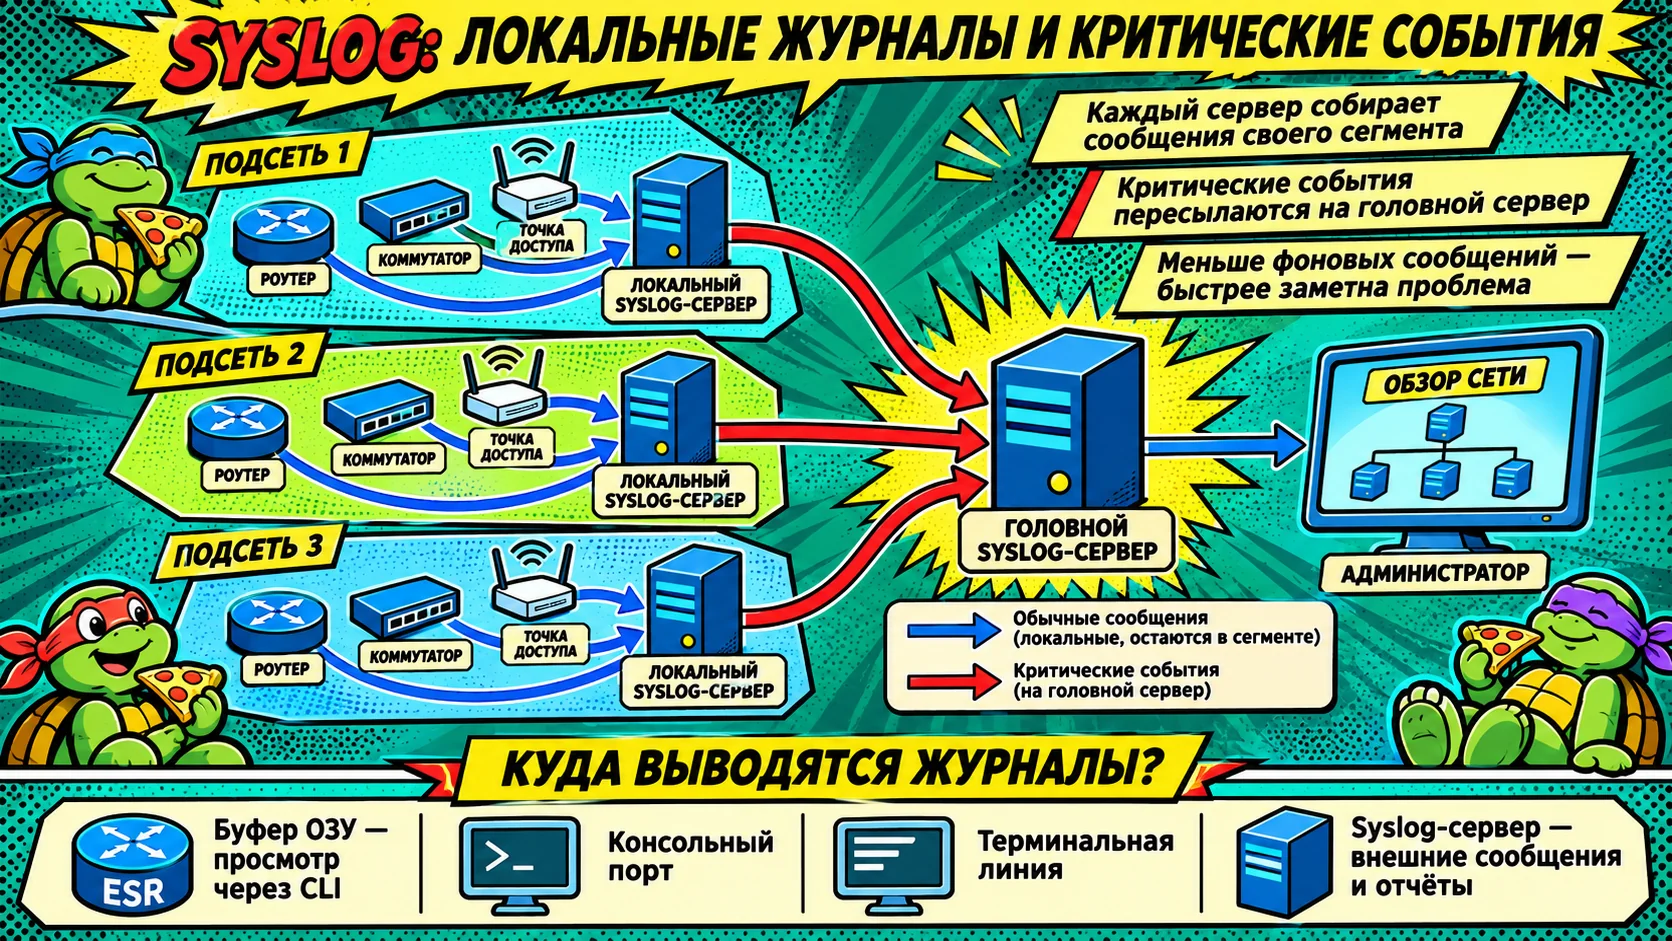 SYSLOG: ЛОКАЛЬНЫЕ ЖУРНАЛЫ И КРИТИЧЕСКИЕ СОБЫТИЯ
Каждый сервер собирает
сообщения своего сегмента
Критические события
пересылаются на головной сервер
Меньше фоновых сообщений —
быстрее заметна проблема
ПОДСЕТЬ 1
РОУТЕР
КОММУТАТОР
ТОЧКА
ДОСТУПА
ЛОКАЛЬНЫЙ
SYSLOG-СЕРВЕР
ПОДСЕТЬ 2
РОУТЕР
КОММУТАТОР
ТОЧКА
ДОСТУПА
ЛОКАЛЬНЫЙ
SYSLOG-СЕРВЕР
ПОДСЕТЬ 3
РОУТЕР
КОММУТАТОР
ТОЧКА
ДОСТУПА
ЛОКАЛЬНЫЙ
SYSLOG-СЕРВЕР
ГОЛОВНОЙ
SYSLOG-СЕРВЕР
ОБЗОР СЕТИ
АДМИНИСТРАТОР
Обычные сообщения
(локальные, остаются в сегменте)
Критические события
(на головной сервер)
КУДА ВЫВОДЯТСЯ ЖУРНАЛЫ?
ESR
Буфер ОЗУ —
просмотр
через CLI
>_
Консольный
порт
Терминальная
линия
Syslog-сервер —
внешние сообщения
и отчёты